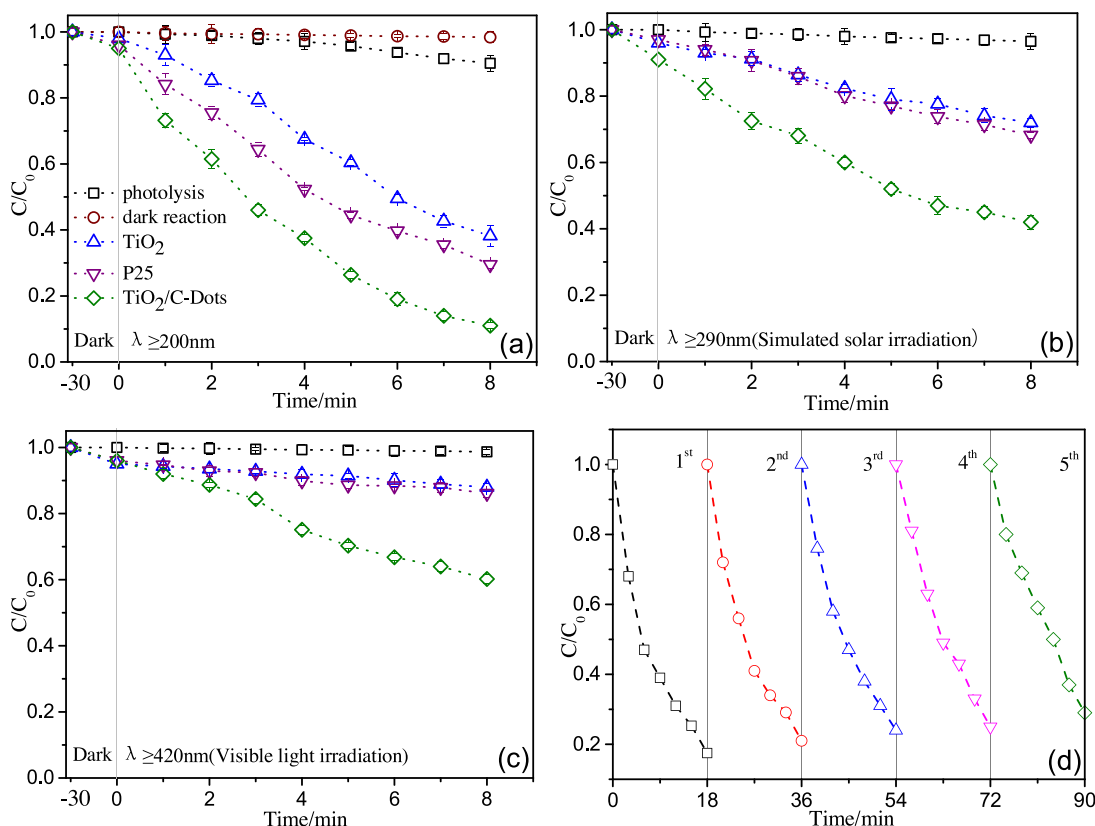 1.0
0.8
0.6
0.4
0.2
0.0
C/C0
photolysis
dark reaction
TiO2
P25
TiO2/C-Dots
Dark λ ≥200nm
(a)
-30 0 2 4 6 8
Time/min
1.0
0.8
0.6
0.4
0.2
0.0
C/C0
Dark λ ≥290nm(Simulated solar irradiation)
(b)
-30 0 2 4 6 8
Time/min
1.0
0.8
0.6
0.4
0.2
0.0
C/C0
Dark λ ≥420nm(Visible light irradiation)
(c)
-30 0 2 4 6 8
Time/min
1.0
0.8
0.6
0.4
0.2
C/C0
1st 2nd 3rd 4th 5th
(d)
0 18 36 54 72 90
Time/min